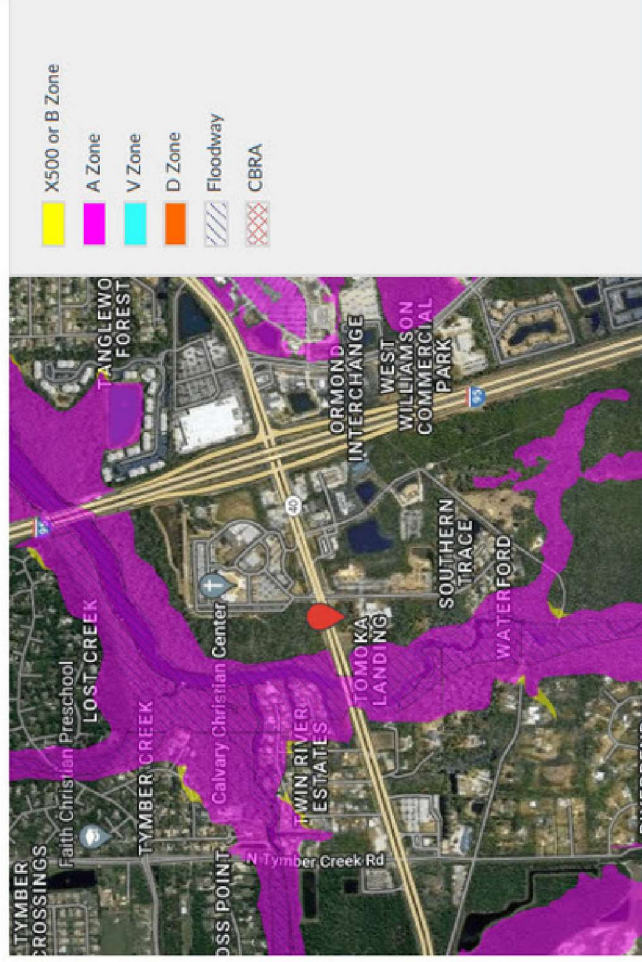 X500 or B Zone
A Zone
V Zone
D Zone
Floodway
CBRA
TYMBER
CROSSINGS
Faith Christian Preschool
LOST CREEK
TYMBER CREEK
95
TANGLEWO
FOREST
OSS POINT
N Tymber Creek Rd
Calvary Christian Center
TWIN RIVER
ESTATES
TOMOKA
LANDING
40
ORMOND
INTERCHANGE
WEST
WILLIAMSON
COMMERCIAL
PARK
95
SOUTHERN
TRACE
WATERFORD